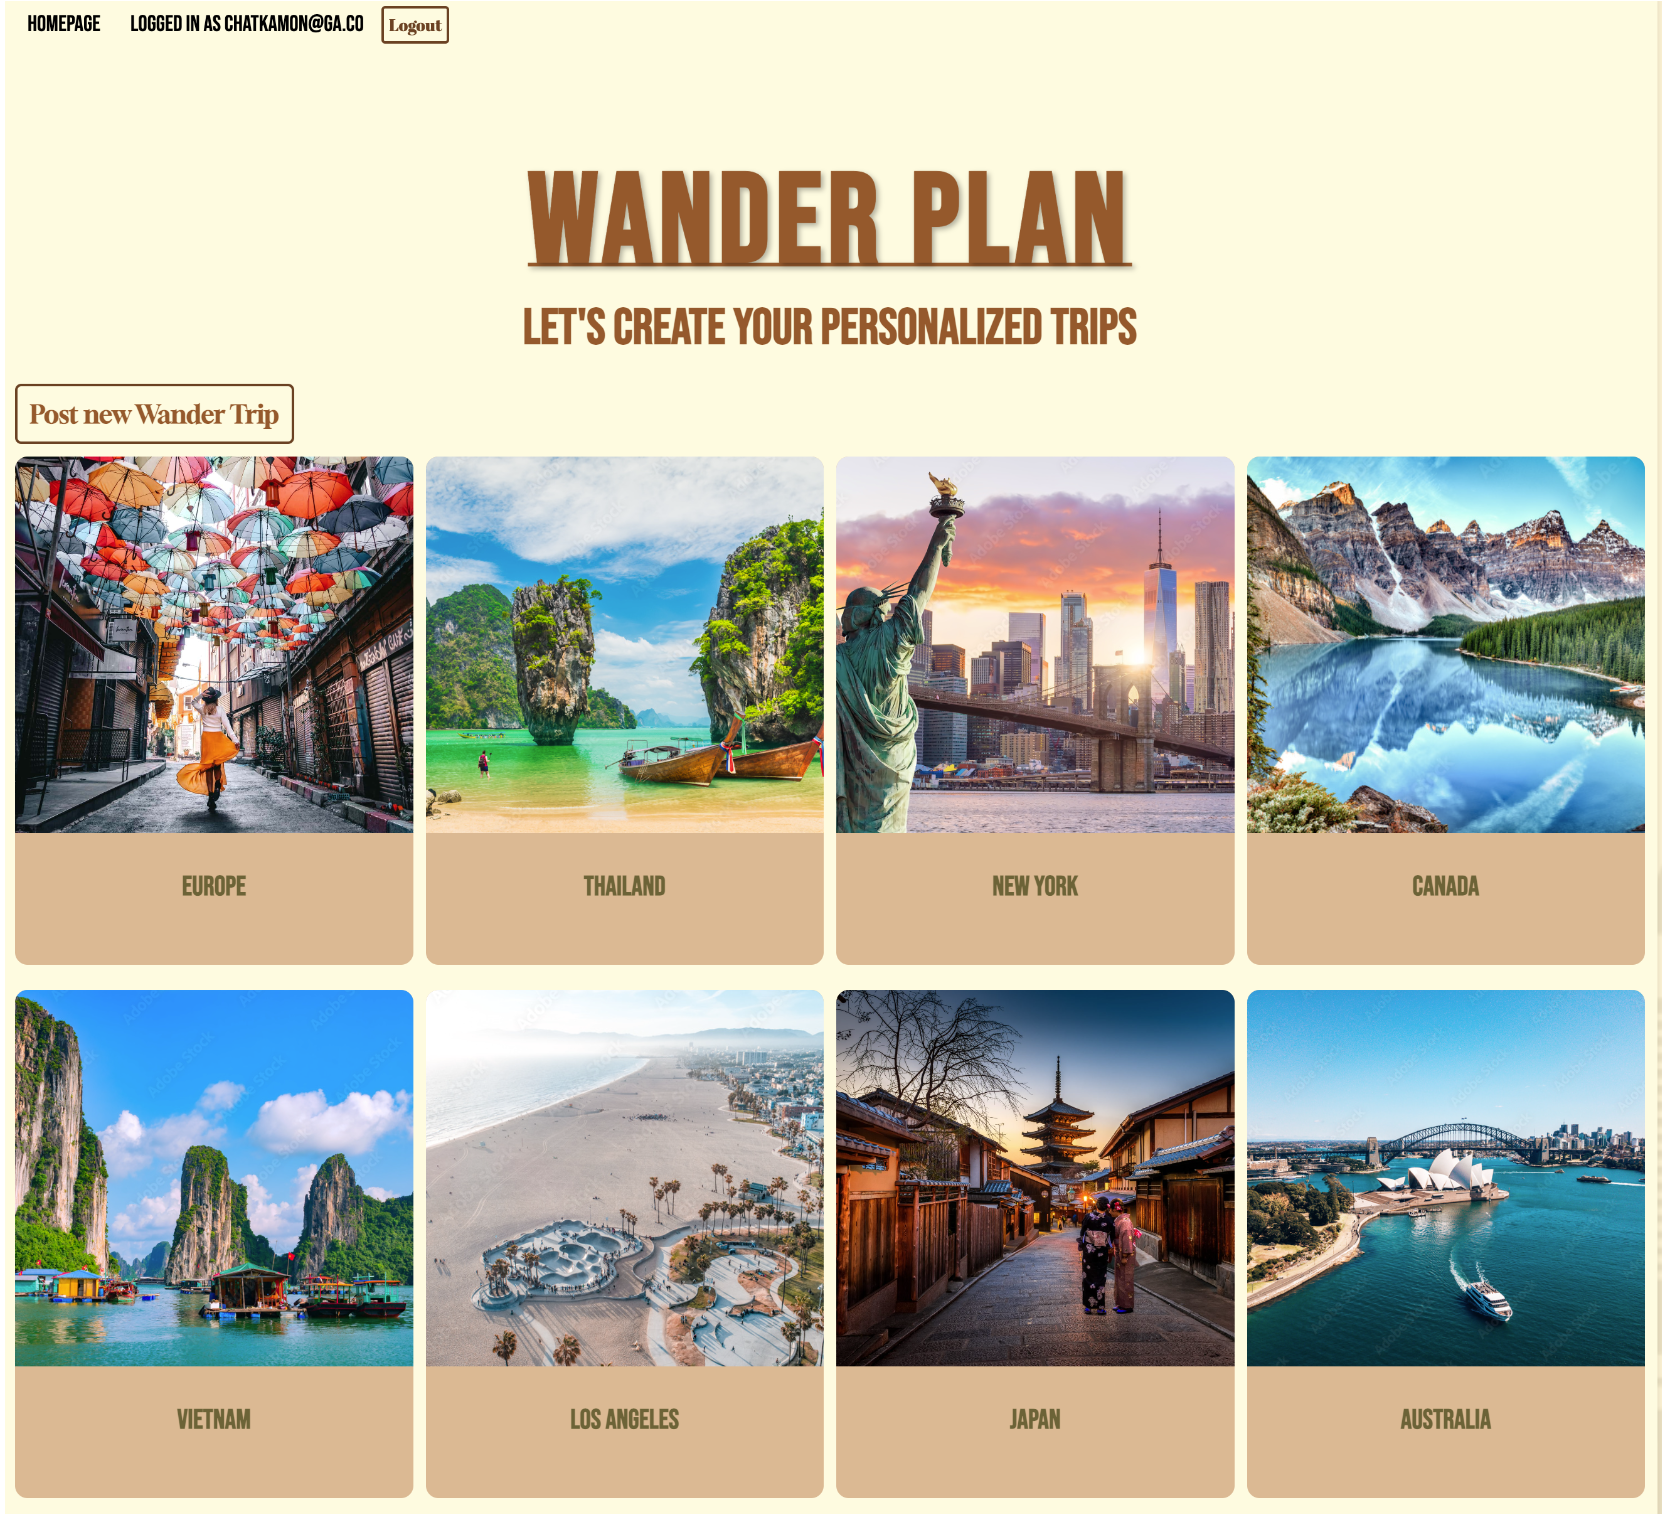 HOMEPAGE LOGGED IN AS CHATKAMON@GA.CO Logout
WANDER PLAN
LET'S CREATE YOUR PERSONALIZED TRIPS
Post new Wander Trip
EUROPE THAILAND NEW YORK CANADA
VIETNAM LOS ANGELES JAPAN AUSTRALIA